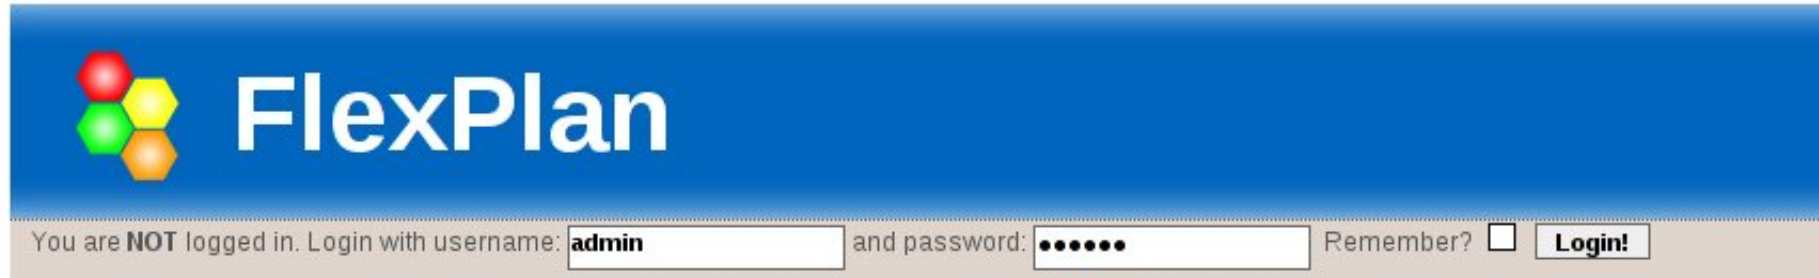 FlexPlan
You are NOT logged in. Login with username: admin and password: •••••• Remember? Login!